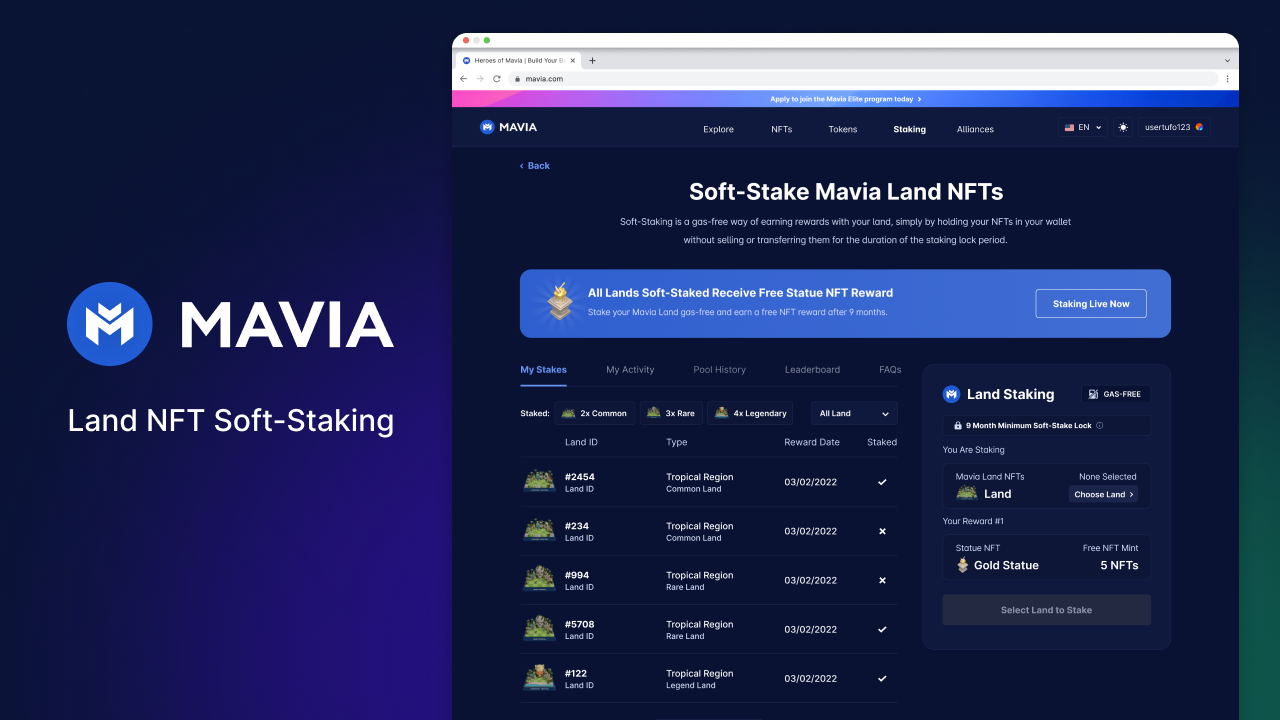 MAVIA
Land NFT Soft-Staking
Heroes of Mavia | Build Your B
mavia.com
Apply to join the Mavia Elite program today
MAVIA
Explore
NFTs
Tokens
Staking
Alliances
EN
usertufo123
Back
Soft-Stake Mavia Land NFTs
Soft-Staking is a gas-free way of earning rewards with your land, simply by holding your NFTs in your wallet
without selling or transferring them for the duration of the staking lock period.
All Lands Soft-Staked Receive Free Statue NFT Reward
Stake your Mavia Land gas-free and earn a free NFT reward after 9 months.
Staking Live Now
My Stakes
My Activity
Pool History
Leaderboard
FAQs
Staked:
2x Common
3x Rare
4x Legendary
All Land
Land ID
Type
Reward Date
Staked
#2454
Land ID
Tropical Region
Common Land
03/02/2022
#234
Land ID
Tropical Region
Common Land
03/02/2022
#994
Land ID
Tropical Region
Rare Land
03/02/2022
#5708
Land ID
Tropical Region
Rare Land
03/02/2022
#122
Land ID
Tropical Region
Legend Land
03/02/2022
Land Staking
GAS-FREE
9 Month Minimum Soft-Stake Lock
You Are Staking
Mavia Land NFTs
None Selected
Land
Choose Land
Your Reward #1
Statue NFT
Free NFT Mint
Gold Statue
5 NFTs
Select Land to Stake